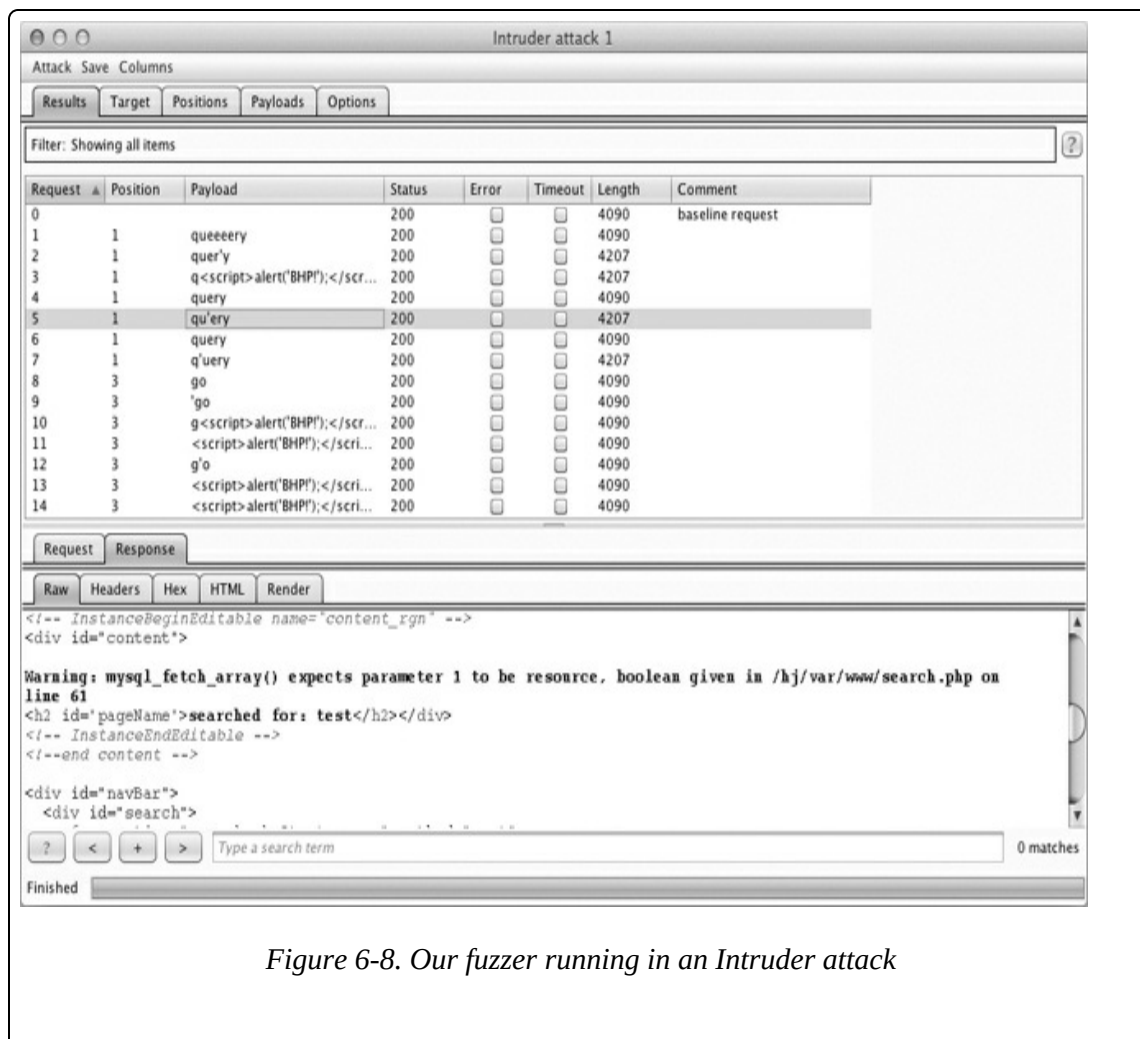 Intruder attack 1
Attack Save Columns
Results Target Positions Payloads Options
Filter: Showing all items ?
Request Position Payload Status Error Timeout Length Comment
0 200 4090 baseline request
1 1 queeeery 200 4090
2 1 quer'y 200 4207
3 1 q<script>alert('BHP!');</scr... 200 4207
4 1 query 200 4090
5 1 qu'ery 200 4207
6 1 query 200 4090
7 1 q'uery 200 4207
8 3 go 200 4090
9 3 'go 200 4090
10 3 g<script>alert('BHP!');</scr... 200 4090
11 3 <script>alert('BHP!');</scri... 200 4090
12 3 g'o 200 4090
13 3 <script>alert('BHP!');</scri... 200 4090
14 3 <script>alert('BHP!');</scri... 200 4090
Request Response
Raw Headers Hex HTML Render
<!-- InstanceBeginEditable name="content_rgn" -->
<div id="content">
Warning: mysql_fetch_array() expects parameter 1 to be resource, boolean given in /hj/var/www/search.php on
line 61
<h2 id='pageName'>searched for: test</h2></div>
<!-- InstanceEndEditable -->
<!--end content -->
<div id="navBar">
<div id="search">
? < + > Type a search term 0 matches
Finished
Figure 6-8. Our fuzzer running in an Intruder attack